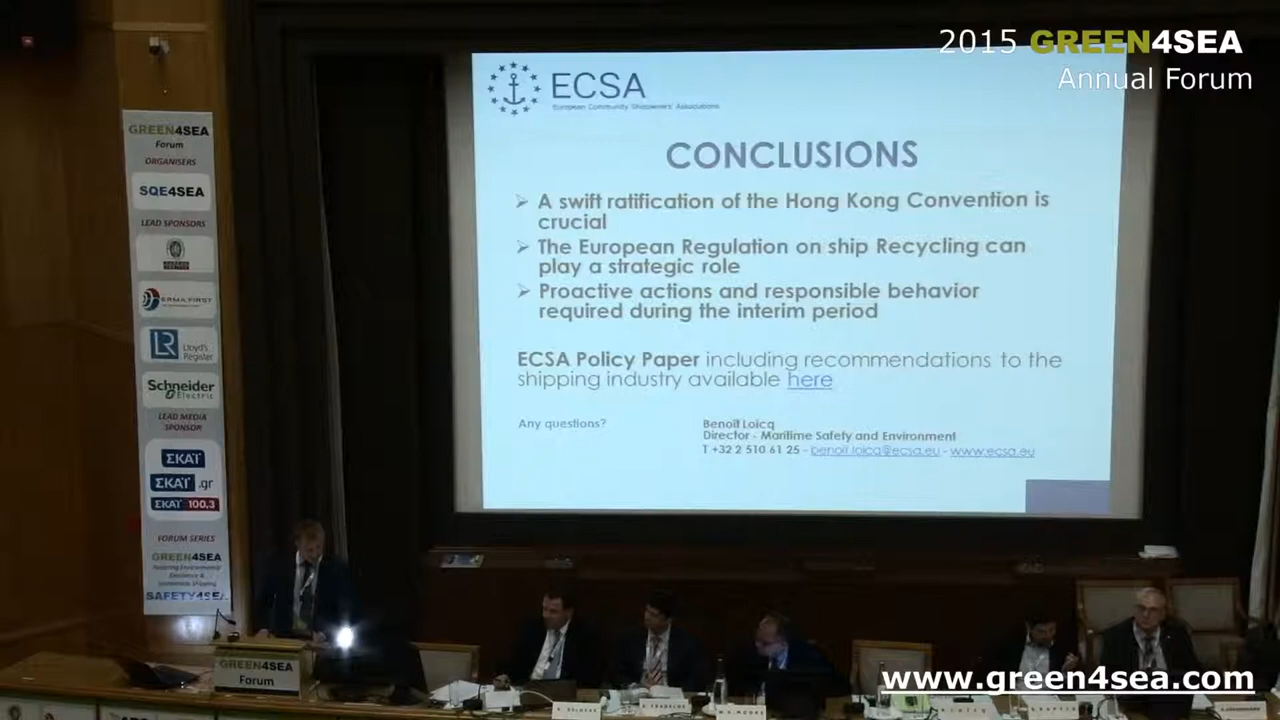 2015 GREEN4SEA
Annual Forum
ECSA
European Community Shipowners' Associations
CONCLUSIONS
A swift ratification of the Hong Kong Convention is
crucial
The European Regulation on ship Recycling can
play a strategic role
Proactive actions and responsible behavior
required during the interim period
ECSA Policy Paper including recommendations to the
shipping industry available here
Any questions?
Benoît Loicq
Director - Maritime Safety and Environment
T +32 2 510 61 25 - benoit.loicq@ecsa.eu - www.ecsa.eu
GREEN4SEA
Forum
ORGANISERS
SQE4SEA
LEAD SPONSORS
ERMA FIRST
LR Lloyd's
Register
Schneider
Electric
LEAD MEDIA
SPONSOR
ΣΚΑΪ
ΣΚΑΪ .gr
ΣΚΑΪ 100,3
FORUM SERIES
GREEN4SEA
SAFETY4SEA
GREEN4SEA
Forum
www.green4sea.com